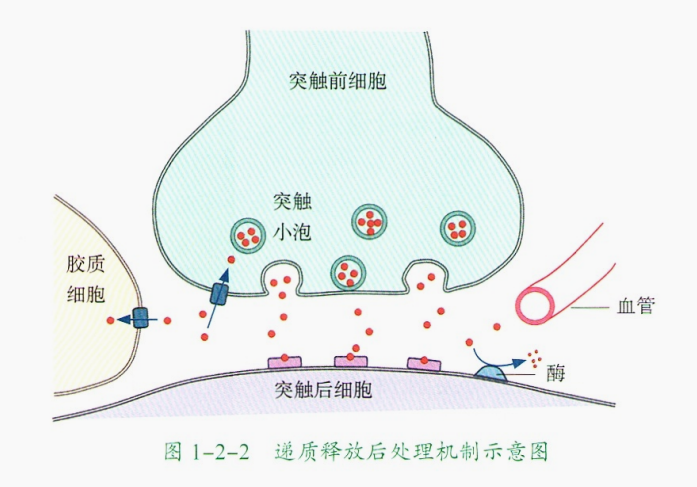 突触前细胞
突触
小泡
胶质
细胞
血管
酶
突触后细胞
图 1-2-2 递质释放后处理机制示意图